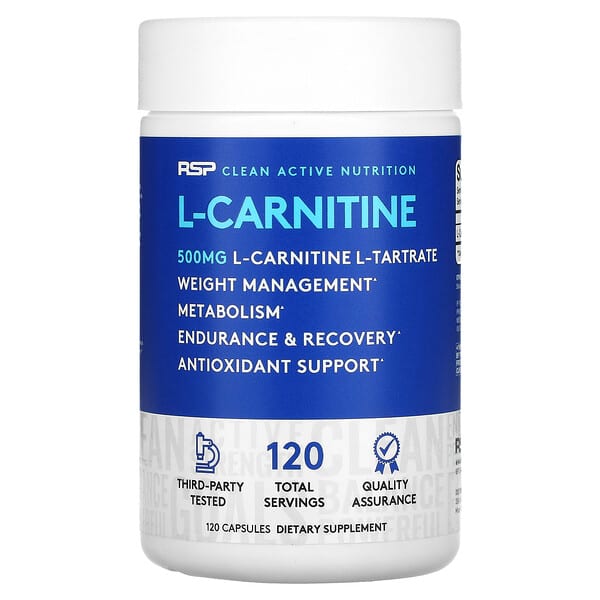 RSP CLEAN ACTIVE NUTRITION
L-CARNITINE
500MG L-CARNITINE L-TARTRATE
WEIGHT MANAGEMENT*
METABOLISM*
ENDURANCE & RECOVERY*
ANTIOXIDANT SUPPORT*
THIRD-PARTY
TESTED
120
TOTAL
SERVINGS
QUALITY
ASSURANCE
120 CAPSULES DIETARY SUPPLEMENT